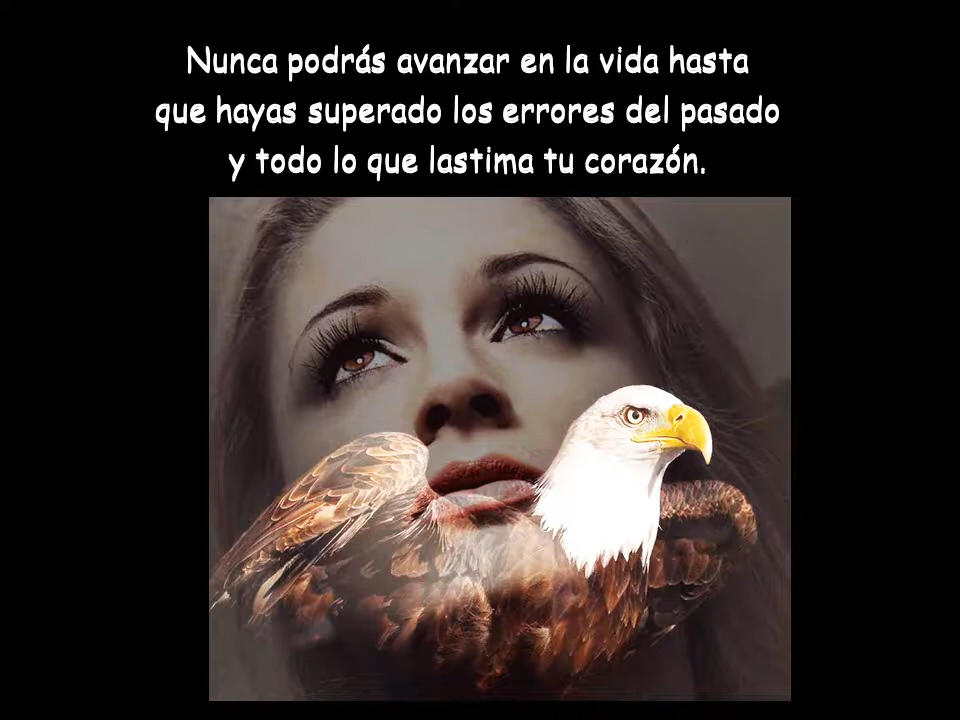 Nunca podrás avanzar en la vida hasta
que hayas superado los errores del pasado
y todo lo que lastima tu corazón.